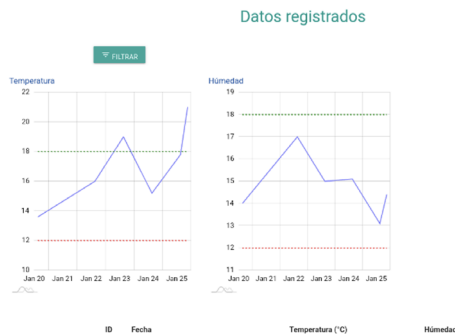 Datos registrados
FILTRAR
Temperatura
22
20
18
16
14
12
10
Jan 20 Jan 21 Jan 22 Jan 23 Jan 24 Jan 25
Húmedad
19
18
17
16
15
14
13
12
11
Jan 20 Jan 21 Jan 22 Jan 23 Jan 24 Jan 25
ID Fecha Temperatura (°C) Húmedad